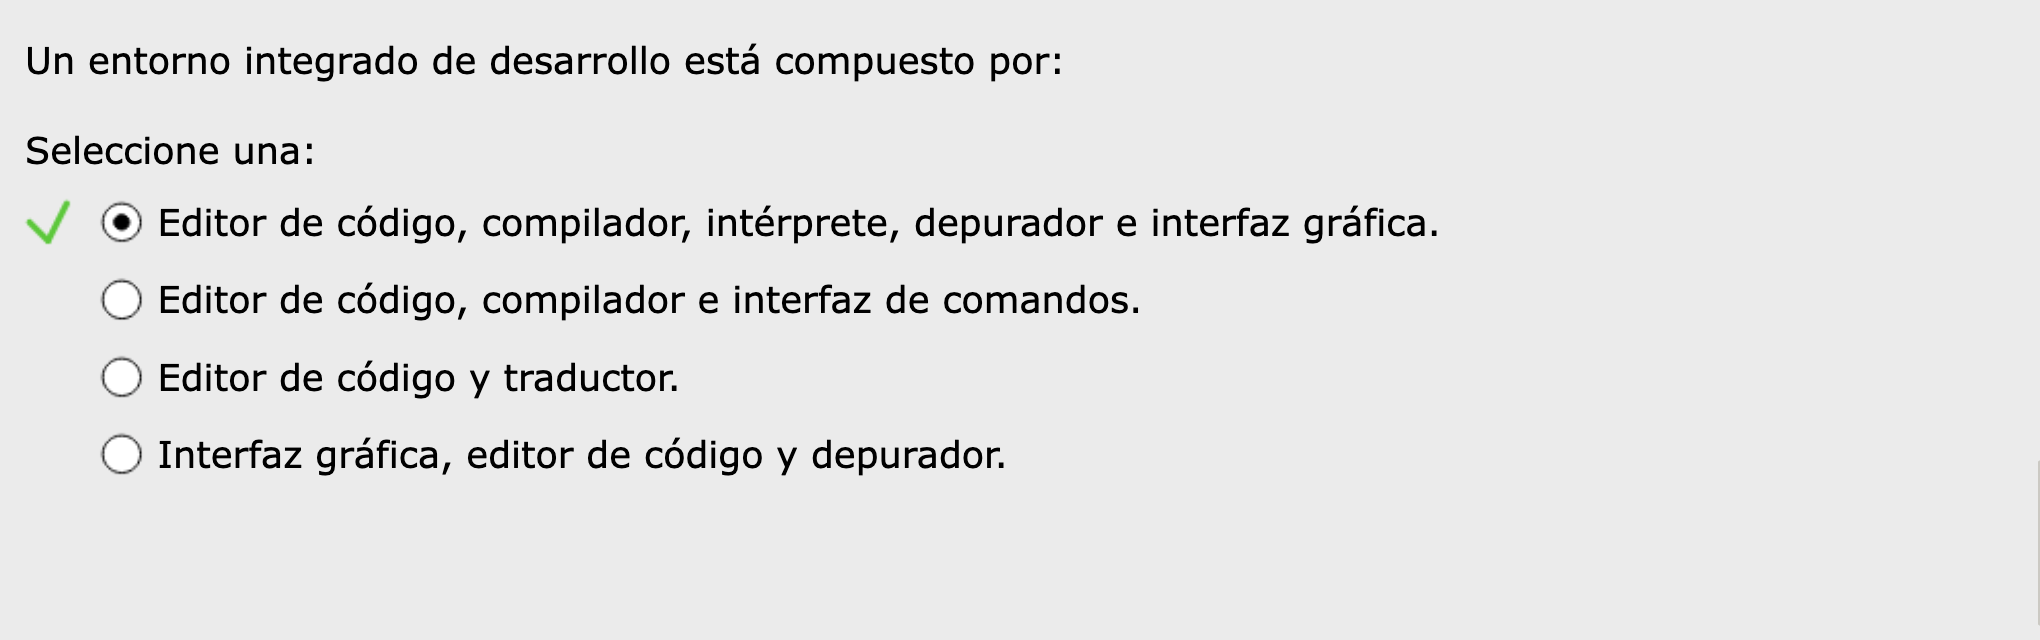 Un entorno integrado de desarrollo está compuesto por:
Seleccione una:
Editor de código, compilador, intérprete, depurador e interfaz gráfica.
Editor de código, compilador e interfaz de comandos.
Editor de código y traductor.
Interfaz gráfica, editor de código y depurador.